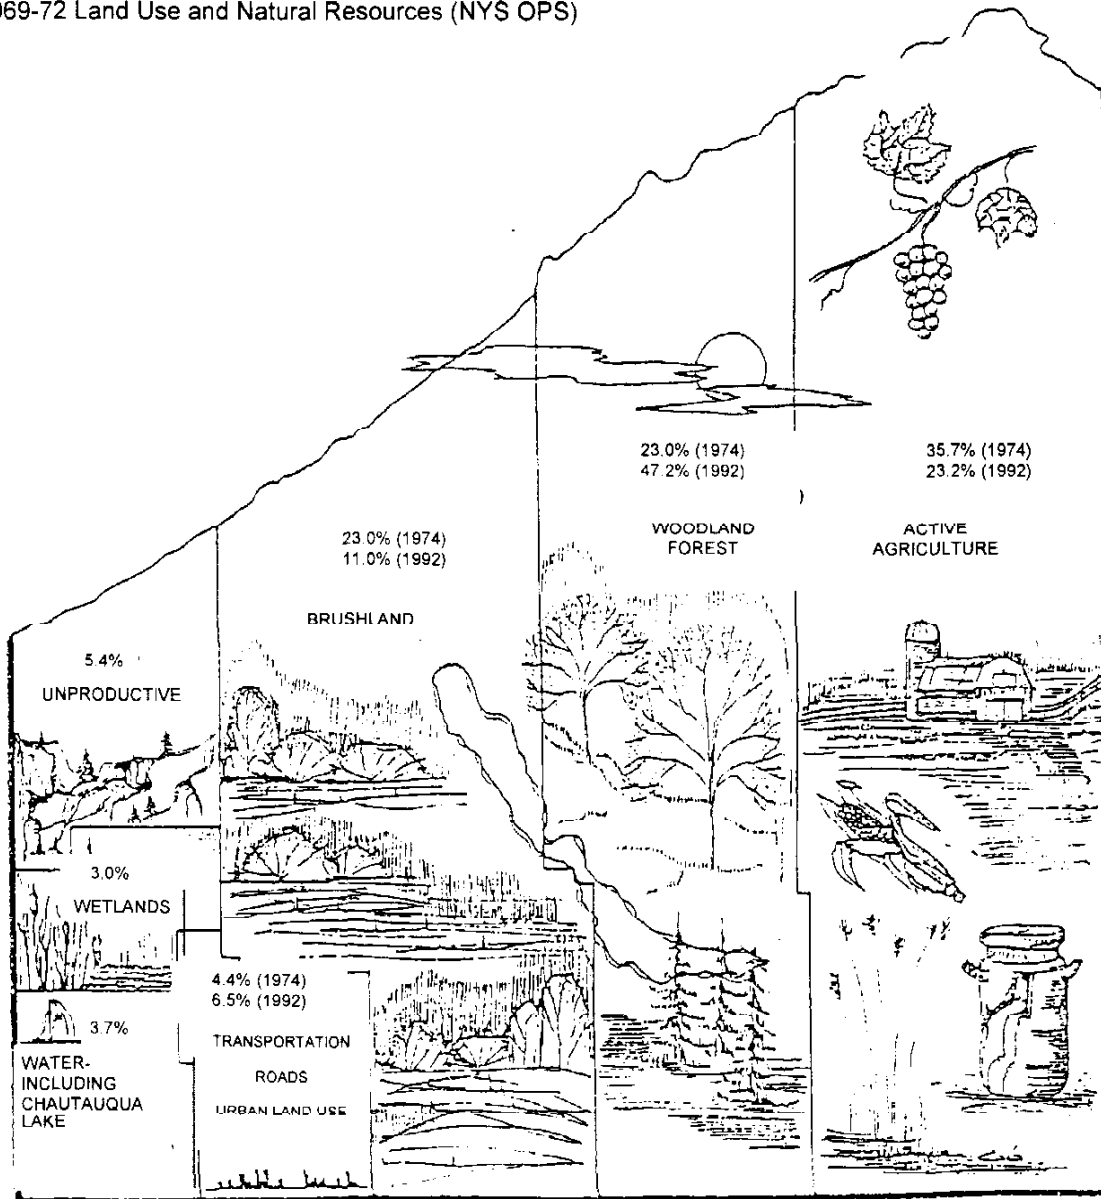 069-72 Land Use and Natural Resources (NYS OPS)
23.0% (1974)
47.2% (1992)
WOODLAND
FOREST
35.7% (1974)
23.2% (1992)
ACTIVE
AGRICULTURE
23.0% (1974)
11.0% (1992)
BRUSHLAND
5.4%
UNPRODUCTIVE
3.0%
WETLANDS
4.4% (1974)
6.5% (1992)
TRANSPORTATION
ROADS
URBAN LAND USE
3.7%
WATER-
INCLUDING
CHAUTAUQUA
LAKE